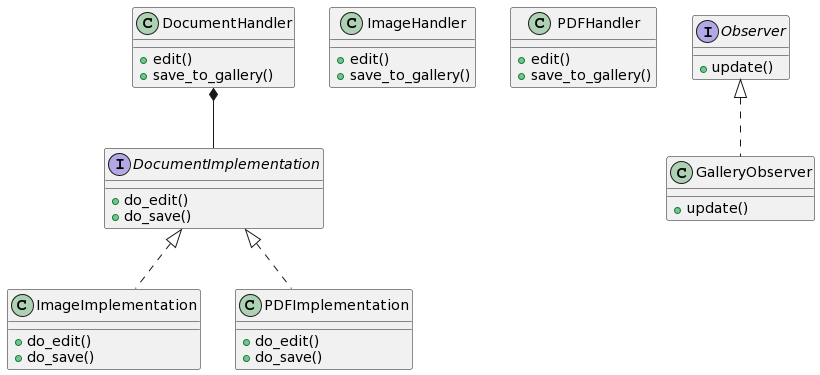 C DocumentHandler
edit()
save_to_gallery()
C ImageHandler
edit()
save_to_gallery()
C PDFHandler
edit()
save_to_gallery()
I Observer
update()
I DocumentImplementation
do_edit()
do_save()
C GalleryObserver
update()
C ImageImplementation
do_edit()
do_save()
C PDFImplementation
do_edit()
do_save()